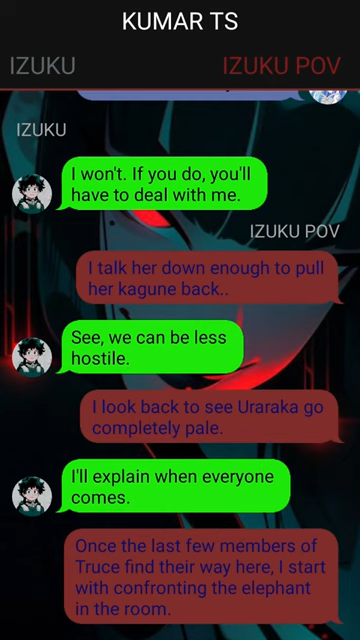 KUMAR TS
IZUKU
IZUKU POV
IZUKU
I won't. If you do, you'll
have to deal with me.
IZUKU POV
I talk her down enough to pull
her kagune back..
See, we can be less
hostile.
I look back to see Uraraka go
completely pale.
I'll explain when everyone
comes.
Once the last few members of
Truce find their way here, I start
with confronting the elephant
in the room.